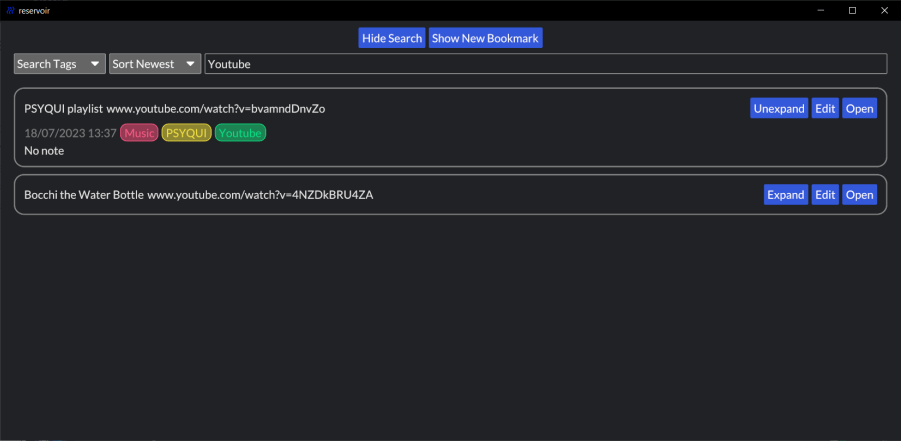 reservoir
Hide Search Show New Bookmark
Search Tags Sort Newest Youtube
PSYQUI playlist www.youtube.com/watch?v=bvamndDnvZo Unexpand Edit Open
18/07/2023 13:37 Music PSYQUI Youtube
No note
Bocchi the Water Bottle www.youtube.com/watch?v=4NZDkBRU4ZA Expand Edit Open